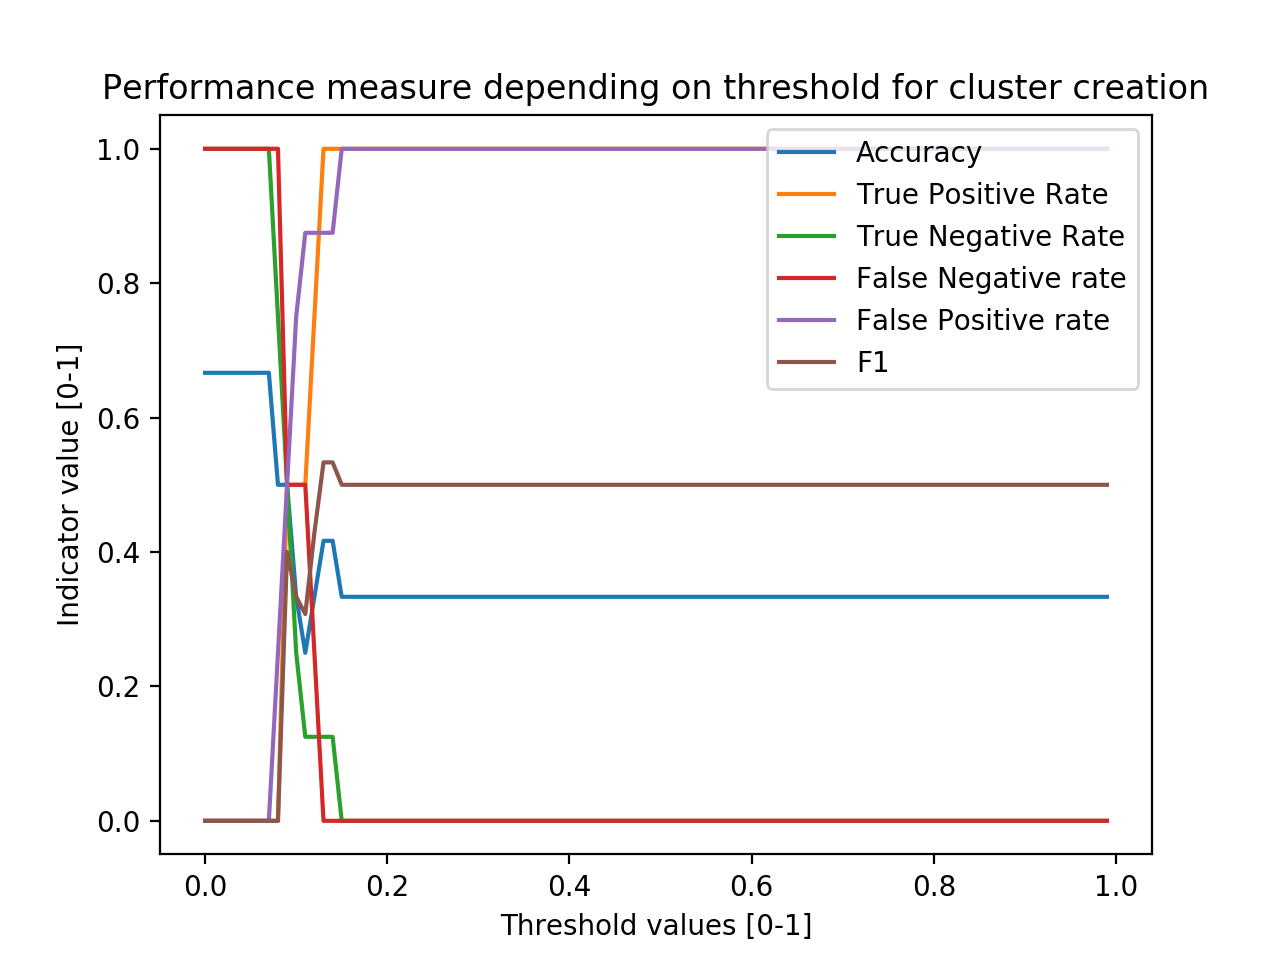 Performance measure depending on threshold for cluster creation
1.0
0.8
0.6
0.4
0.2
0.0
Indicator value [0-1]
Accuracy
True Positive Rate
True Negative Rate
False Negative rate
False Positive rate
F1
0.0 0.2 0.4 0.6 0.8 1.0
Threshold values [0-1]